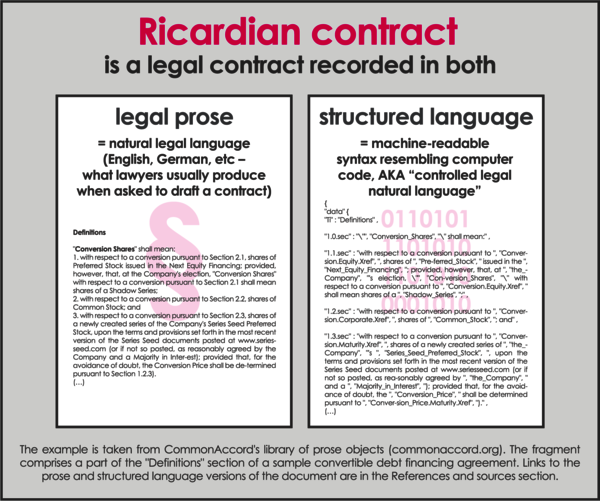 Ricardian contract
is a legal contract recorded in both
legal prose
= natural legal language
(English, German, etc –
what lawyers usually produce
when asked to draft a contract)
§
Definitions
"Conversion Shares" shall mean:
1. with respect to a conversion pursuant to Section 2.1, shares of
Preferred Stock issued in the Next Equity Financing; provided,
however, that, at the Company's election, "Conversion Shares"
with respect to a conversion pursuant to Section 2.1 shall mean
shares of a Shadow Series;
2. with respect to a conversion pursuant to Section 2.2, shares of
Common Stock; and
3. with respect to a conversion pursuant to Section 2.3, shares of
a newly created series of the Company's Series Seed Preferred
Stock, upon the terms and provisions set forth in the most recent
version of the Series Seed documents posted at www.series-
seed.com (or if not so posted, as reasonably agreed by the
Company and a Majority in Inter-est); provided that, for the
avoidance of doubt, the Conversion Price shall be de-termined
pursuant to Section 1.2.3).
(...)
structured language
= machine-readable
syntax resembling computer
code, AKA “controlled legal
natural language”
{
"data" {
"Ti" : "Definitions" ,
0110101
"1.0.sec" : "\"", "Conversion_Shares", "\" shall mean:" ,
1101010
"1.1.sec" : "with respect to a conversion pursuant to ", "Conver-
sion.Equity.Xref", ", shares of ", "Pre-ferred_Stock", " issued in the ",
"Next_Equity_Financing", "; provided, however, that, at ", "the_-
Company", "'s election, \"", "Con-version_Shares", "\" with
respect to a conversion pursuant to ", "Conversion.Equity.Xref", "
shall mean shares of a ", "Shadow_Series", ";" ,
0001010
"1.2.sec" : "with respect to a conversion pursuant to ", "Conver-
sion.Corporate.Xref", ", shares of ", "Common_Stock", "; and" ,
"1.3.sec" : "with respect to a conversion pursuant to ", "Conver-
sion.Maturity.Xref", ", shares of a newly created series of ", "the_-
Company", "'s ", "Series_Seed_Preferred_Stock", ", upon the
terms and provisions set forth in the most recent version of the
Series Seed documents posted at www.seriesseed.com (or if
not so posted, as rea-sonably agreed by ", "the_Company", "
and a ", "Majority_in_Interest", "); provided that, for the avoid-
ance of doubt, the ", "Conversion_Price", " shall be determined
pursuant to ", "Conver-sion_Price.Maturity.Xref", ")." ,
(...)
The example is taken from CommonAccord's library of prose objects (commonaccord.org). The fragment
comprises a part of the "Definitions" section of a sample convertible debt financing agreement. Links to the
prose and structured language versions of the document are in the References and sources section.